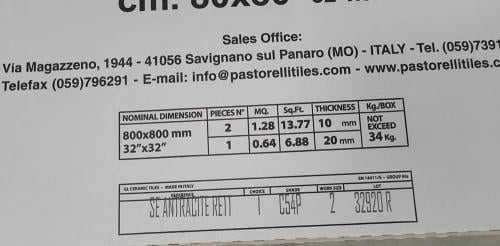 Sales Office:
Via Magazzeno, 1944 - 41056 Savignano sul Panaro (MO) - ITALY - Tel. (059)7391
Telefax (059)796291 - E-mail: info@pastorellitiles.com - www.pastorellitiles.c
NOMINAL DIMENSION PIECES N° MQ. Sq.Ft. THICKNESS Kg./BOX
800x800 mm 2 1.28 13.77 10 mm NOT EXCEED 34 Kg.
32"x32" 1 0.64 6.88 20 mm
GL CERAMIC TILES - MADE IN ITALY EN 14411/G - GROUP BIa
REFERENCE CHOICE SHADE WORK SIZE LOT
SE ANTRACITE RETT 1 C54P 2 32920 R